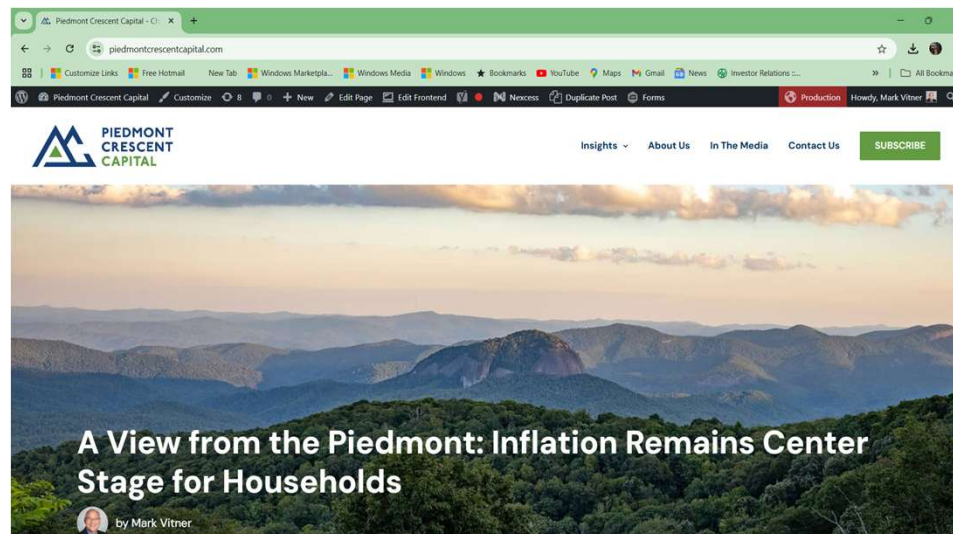 Piedmont Crescent Capital - Ch
piedmontcrescentcapital.com
Customize Links Free Hotmail New Tab Windows Marketpla... Windows Media Windows Bookmarks YouTube Maps Gmail News Investor Relations ::... » All Bookma
Piedmont Crescent Capital Customize 8 0 + New Edit Page Edit Frontend Nexcess Duplicate Post Forms Production Howdy, Mark Vitner
PIEDMONT
CRESCENT
CAPITAL
Insights About Us In The Media Contact Us SUBSCRIBE
A View from the Piedmont: Inflation Remains Center
Stage for Households
by Mark Vitner